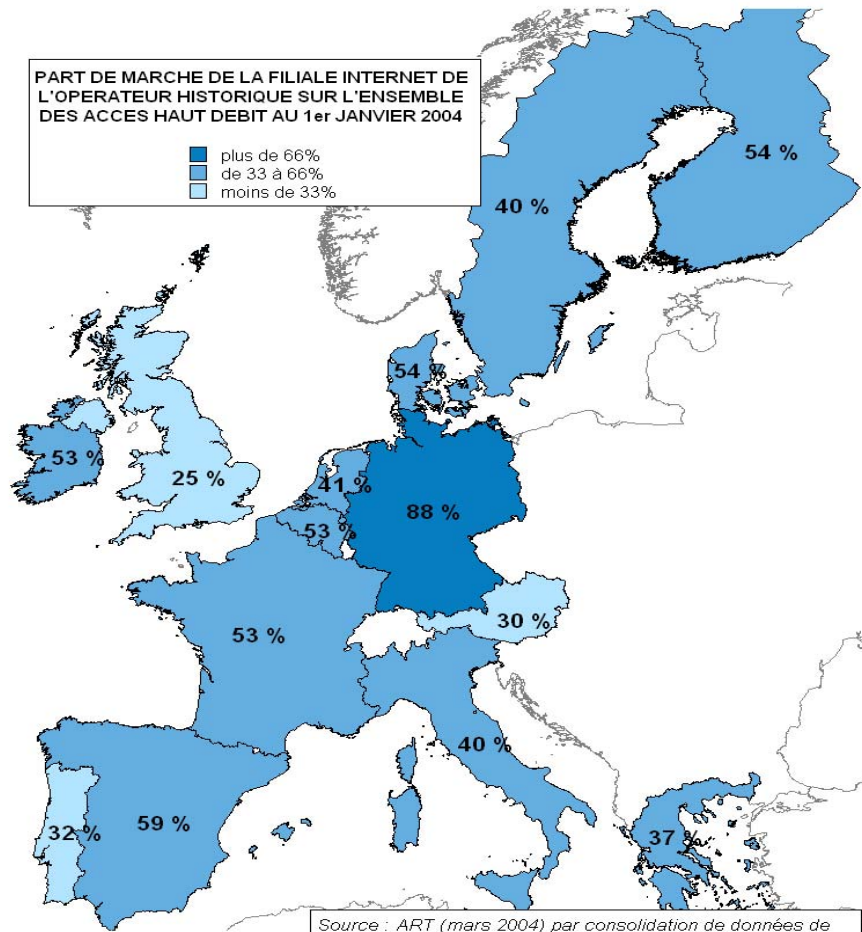 PART DE MARCHE DE LA FILIALE INTERNET DE
L'OPERATEUR HISTORIQUE SUR L'ENSEMBLE
DES ACCES HAUT DEBIT AU 1er JANVIER 2004
plus de 66%
de 33 à 66%
moins de 33%
54 %
40 %
54 %
53 %
25 %
41 %
88 %
53 %
30 %
53 %
40 %
59 %
32 %
37 %
Source : ART (mars 2004) par consolidation de données de